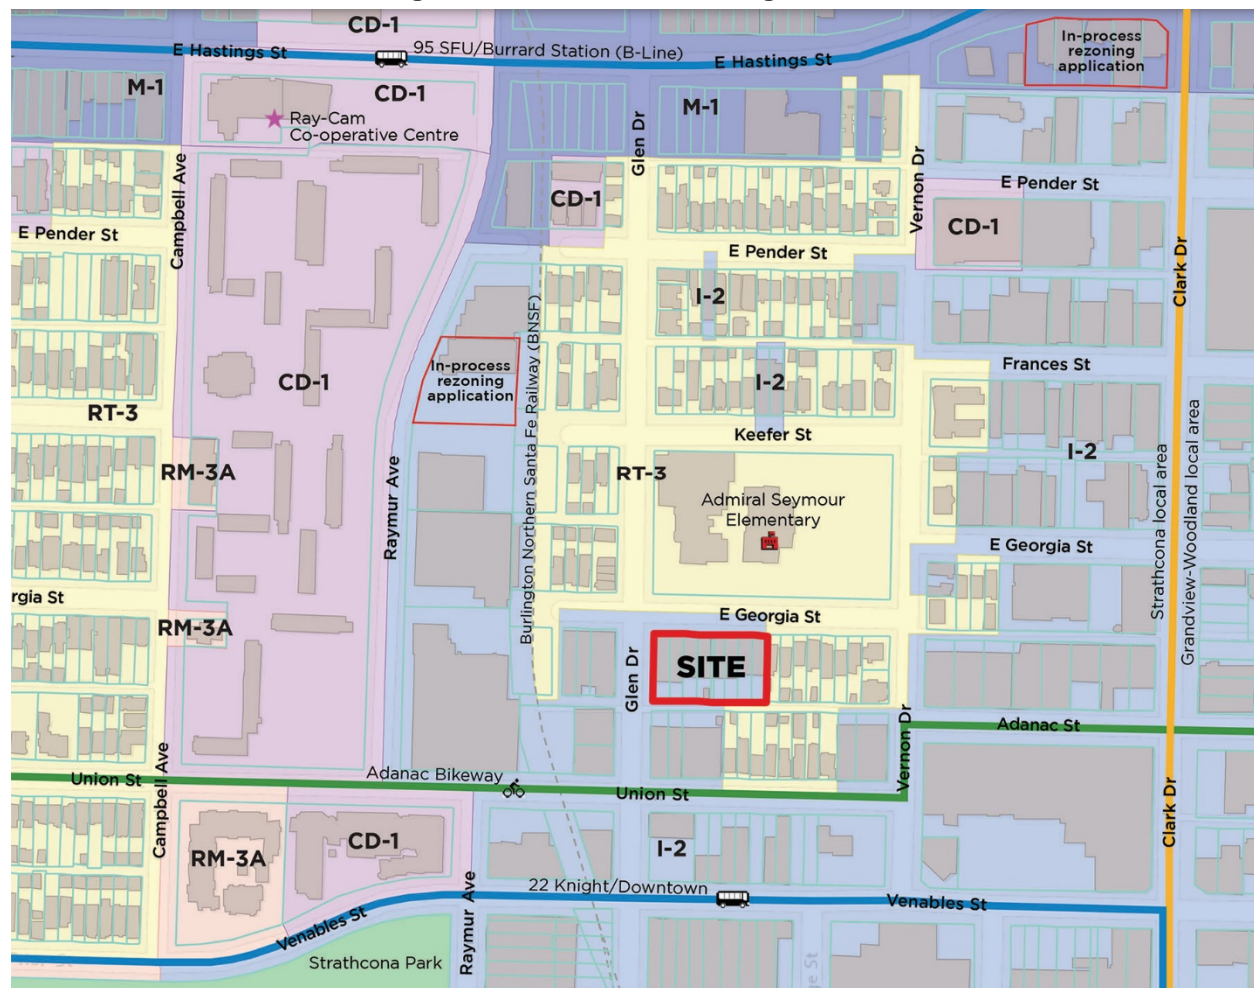 CD-1
E Hastings St
95 SFU/Burrard Station (B-Line)
E Hastings St
In-process
rezoning
application
M-1
CD-1
M-1
Ray-Cam
Co-operative Centre
Glen Dr
Vernon Dr
Campbell Ave
E Pender St
CD-1
CD-1
E Pender St
E Pender St
I-2
Clark Dr
Burlington Northern Santa Fe Railway (BNSF)
In-process
rezoning
application
Frances St
CD-1
I-2
RT-3
Keefer St
I-2
RM-3A
RT-3
Admiral Seymour
Elementary
Raymur Ave
Strathcona local area
Grandview-Woodland local area
E Georgia St
rgia St
E Georgia St
RM-3A
Glen Dr
SITE
Vernon Dr
Adanac St
Campbell Ave
Union St
Adanac Bikeway
Union St
Clark Dr
RM-3A
CD-1
I-2
Raymur Ave
22 Knight/Downtown
Venables St
Venables St
Strathcona Park